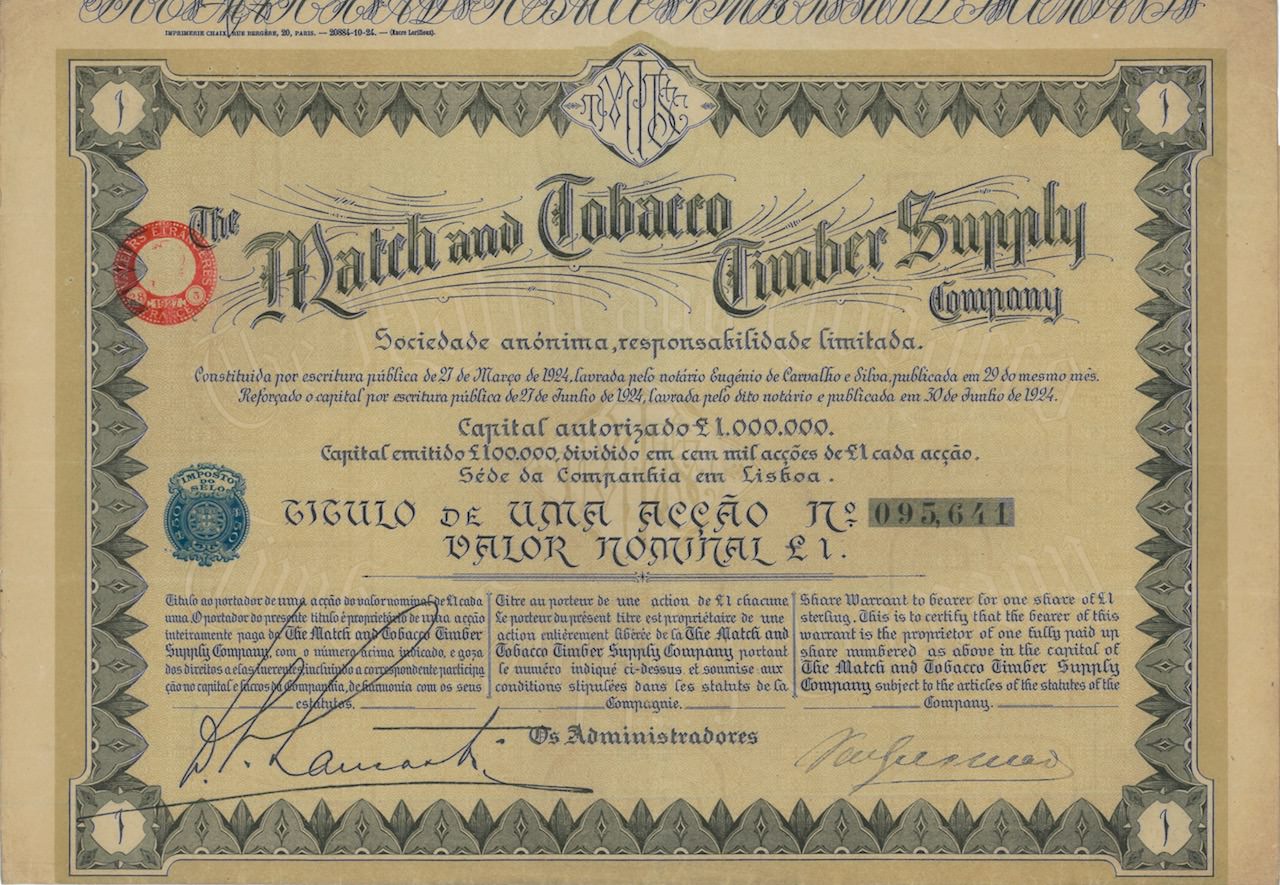 IMPRIMERIE CHAIX, RUE BERGÈRE, 20, PARIS. — 20884-10-24. — (Encre Lorilleux).
1
MTTS
1
The
Match and Tobacco
Timber Supply
Company
VALEURS ÉTRANGÈRES
1927
FRANCE
Sociedade anónima, responsabilidade limitada.
Constituida por escritura pública de 27 de Março de 1924, lavrada pelo notário Eugénio de Carvalho e Silva, publicada em 29 do mesmo mês.
Reforçado o capital por escritura pública de 27 de Junho de 1924, lavrada pelo dito notário e publicada em 30 de Junho de 1924.
Capital autorizado £1.000.000.
Capital emitido £100.000, dividido em cem mil acções de £1 cada acção.
Séde da Companhia em Lisboa.
IMPOSTO
DO
SELO
TITULO DE UMA ACÇÃO Nº 095,641
VALOR NOMINAL £1.
Titulo ao portador de uma acção do valor nominal de £1 cada
uma. O portador do presente titulo é proprietário de uma acção
inteiramente paga da The Match and Tobaco Timber
Supply Company, com o número acima indicado, e goza
dos direitos a elas inerentes incluindo a correspondente participa
ção no capital e lucros da Companhia, de harmonia com os seus
estatutos.
Titre au porteur de une action de £1 chacune
Le porteur du présent titre est propriétaire de une
action entièrement libérée de la The Match and
Tobacco Timber Supply Company portant
le numéro indiqué ci-dessus et soumise aux
conditions stipulées dans les statuts de la
Compagnie.
Share Warrant to bearer for one share of £1
sterling. This is to certify that the bearer of this
warrant is the proprietor of one fully paid up
share numbered as above in the capital of
The Match and Tobacco Timber Supply
Company subject to the articles of the statutes of the
Company.
Os Administradores
1
1